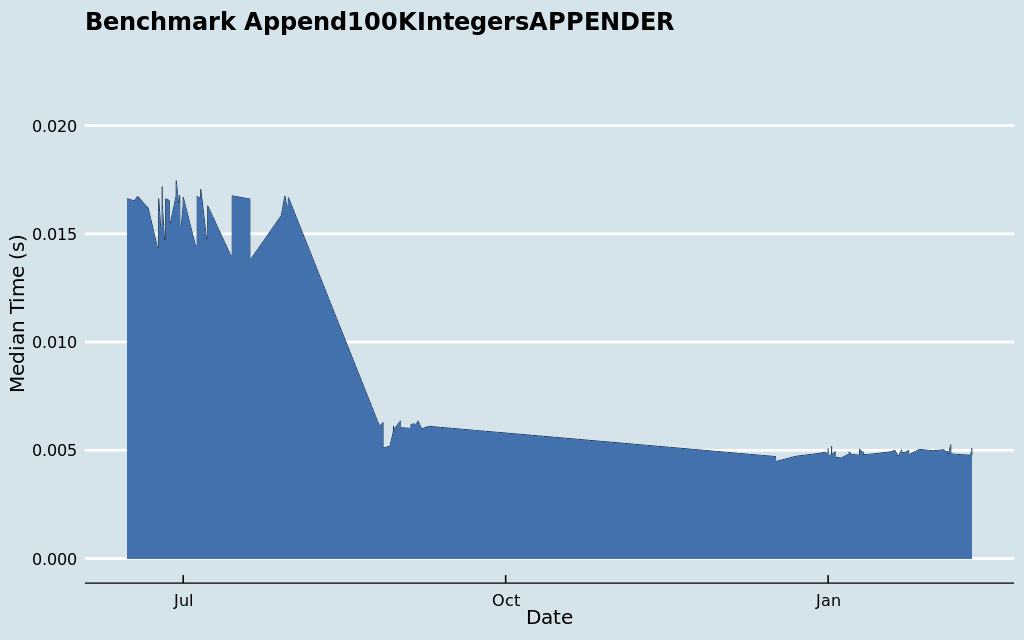 Benchmark Append100KIntegersAPPENDER
0.020
0.015
0.010
0.005
0.000
Median Time (s)
Jul Oct Jan
Date